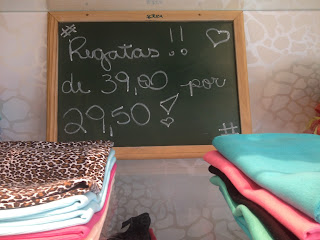 # Regatas!!
de 39,00 por
29,50! #